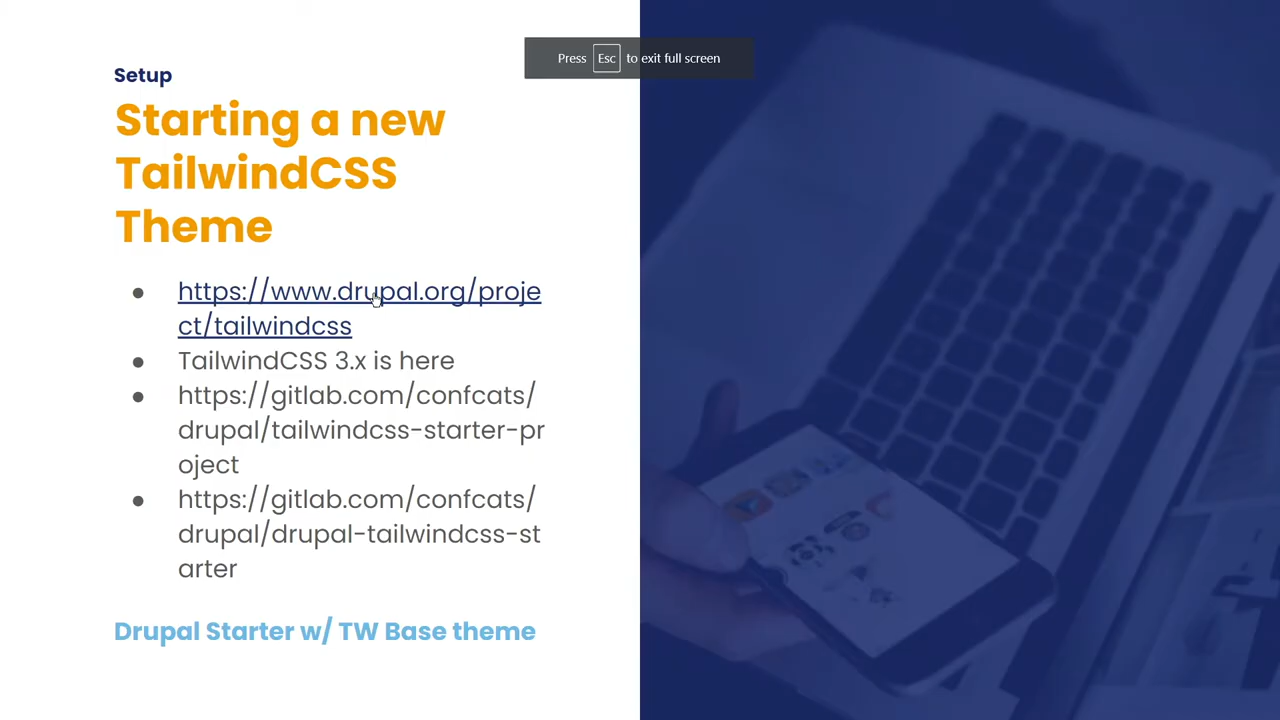 Press Esc to exit full screen
Setup
Starting a new
TailwindCSS
Theme
● https://www.drupal.org/proje
ct/tailwindcss
● TailwindCSS 3.x is here
● https://gitlab.com/confcats/
drupal/tailwindcss-starter-pr
oject
● https://gitlab.com/confcats/
drupal/drupal-tailwindcss-st
arter
Drupal Starter w/ TW Base theme